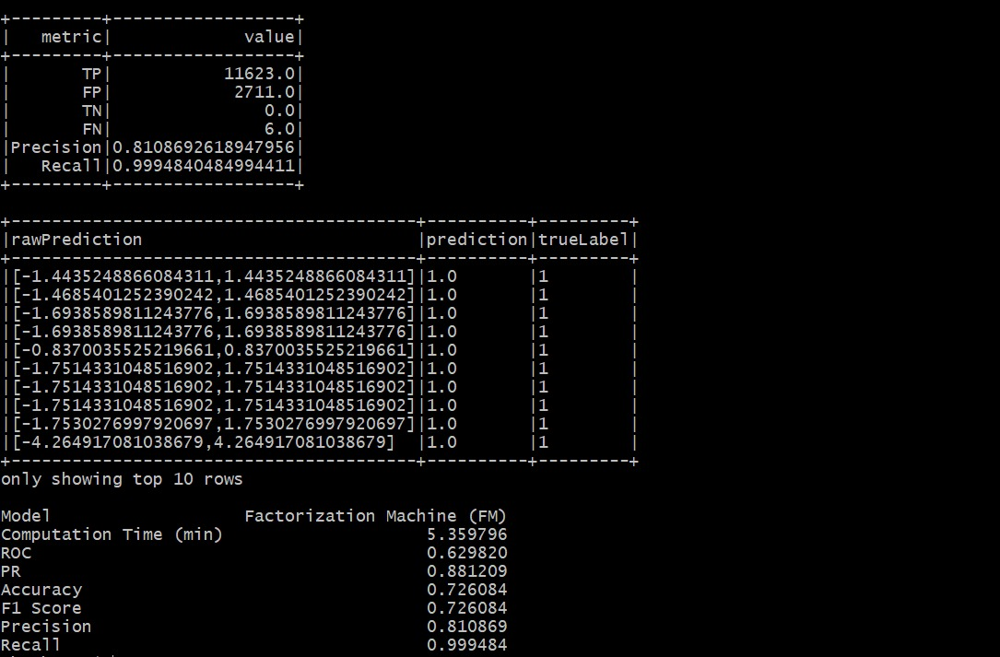 +---------+------------------+
|   metric|             value|
+---------+------------------+
|       TP|           11623.0|
|       FP|            2711.0|
|       TN|               0.0|
|       FN|               6.0|
|Precision|0.8108692618947956|
|   Recall|0.9994840484994411|
+---------+------------------+
+----------------------------------------+----------+---------+
|rawPrediction                           |prediction|trueLabel|
+----------------------------------------+----------+---------+
|[-1.4435248866084311,1.4435248866084311]|1.0       |1        |
|[-1.4685401252390242,1.4685401252390242]|1.0       |1        |
|[-1.6938589811243776,1.6938589811243776]|1.0       |1        |
|[-1.6938589811243776,1.6938589811243776]|1.0       |1        |
|[-0.8370035525219661,0.8370035525219661]|1.0       |1        |
|[-1.7514331048516902,1.7514331048516902]|1.0       |1        |
|[-1.7514331048516902,1.7514331048516902]|1.0       |1        |
|[-1.7514331048516902,1.7514331048516902]|1.0       |1        |
|[-1.7530276997920697,1.7530276997920697]|1.0       |1        |
|[-4.264917081038679,4.264917081038679]  |1.0       |1        |
+----------------------------------------+----------+---------+
only showing top 10 rows
Model                   Factorization Machine (FM)
Computation Time (min)                    5.359796
ROC                                       0.629820
PR                                        0.881209
Accuracy                                  0.726084
F1 Score                                  0.726084
Precision                                 0.810869
Recall                                    0.999484